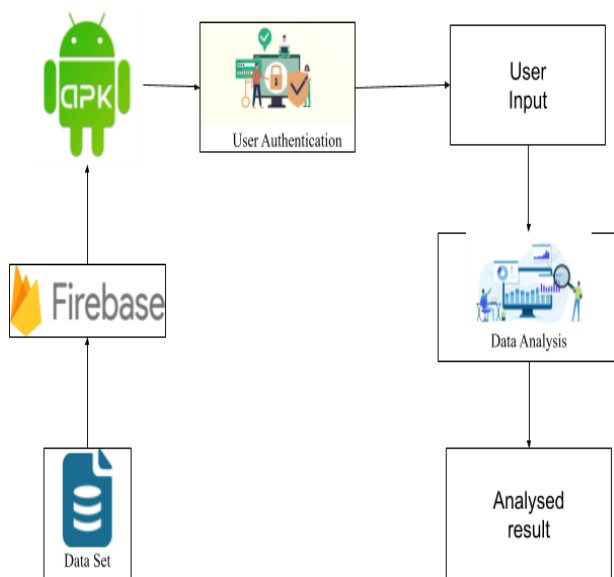 APK
User Authentication
User
Input
Firebase
Data Analysis
Data Set
Analysed
result